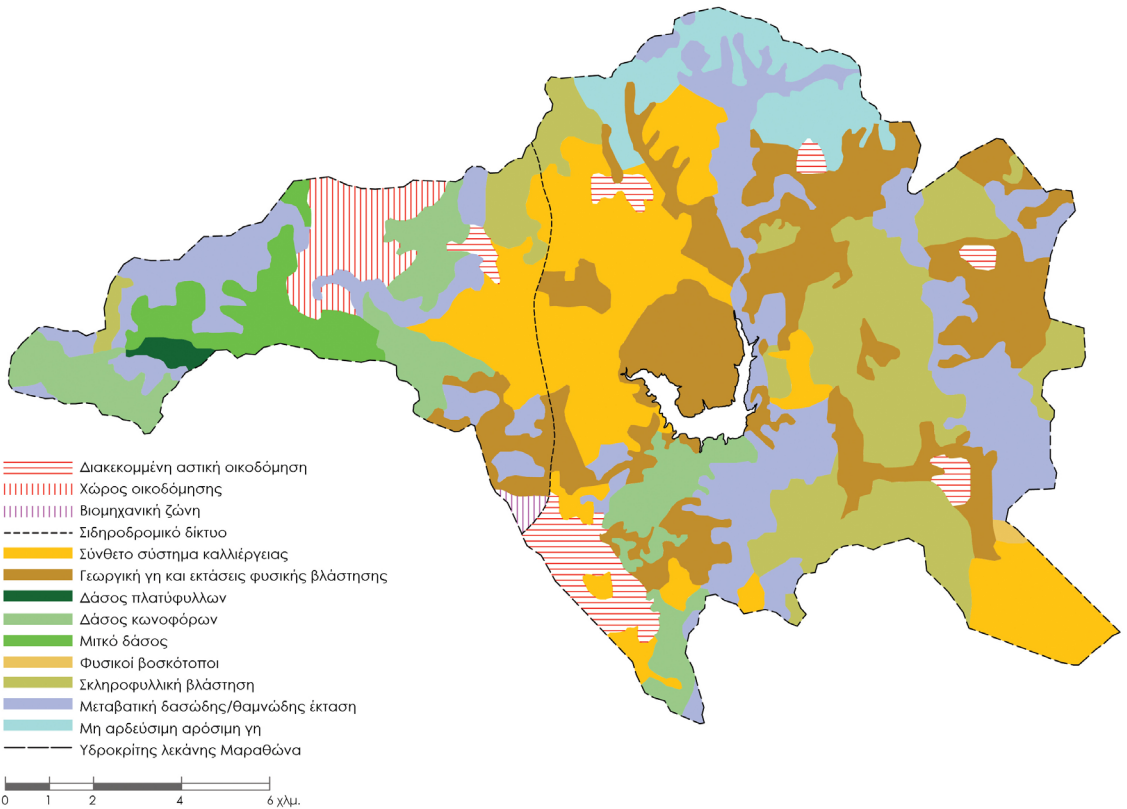 Διακεκομμένη αστική οικοδόμηση
Χώρος οικοδόμησης
Βιομηχανική ζώνη
Σιδηροδρομικό δίκτυο
Σύνθετο σύστημα καλλιέργειας
Γεωργική γη και εκτάσεις φυσικής βλάστησης
Δάσος πλατύφυλλων
Δάσος κωνοφόρων
Μιτκό δάσος
Φυσικοί βοσκότοποι
Σκληροφυλλική βλάστηση
Μεταβατική δασώδης/θαμνώδης έκταση
Μη αρδεύσιμη αρόσιμη γη
Υδροκρίτης λεκάνης Μαραθώνα
0 1 2 4 6 χλμ.